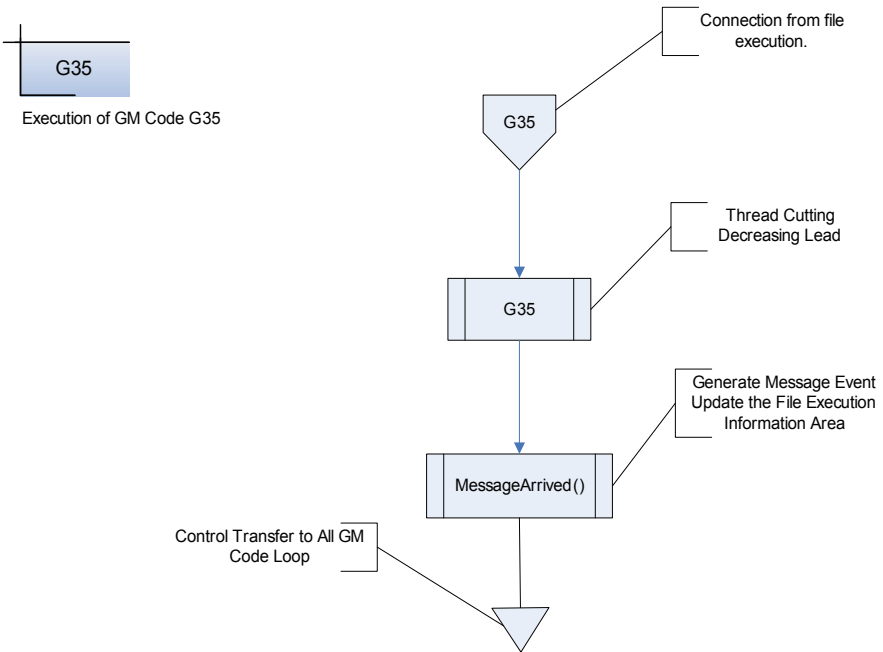 G35
Execution of GM Code G35
Connection from file
execution.
G35
Thread Cutting
Decreasing Lead
G35
Generate Message Event
Update the File Execution
Information Area
MessageArrived()
Control Transfer to All GM
Code Loop